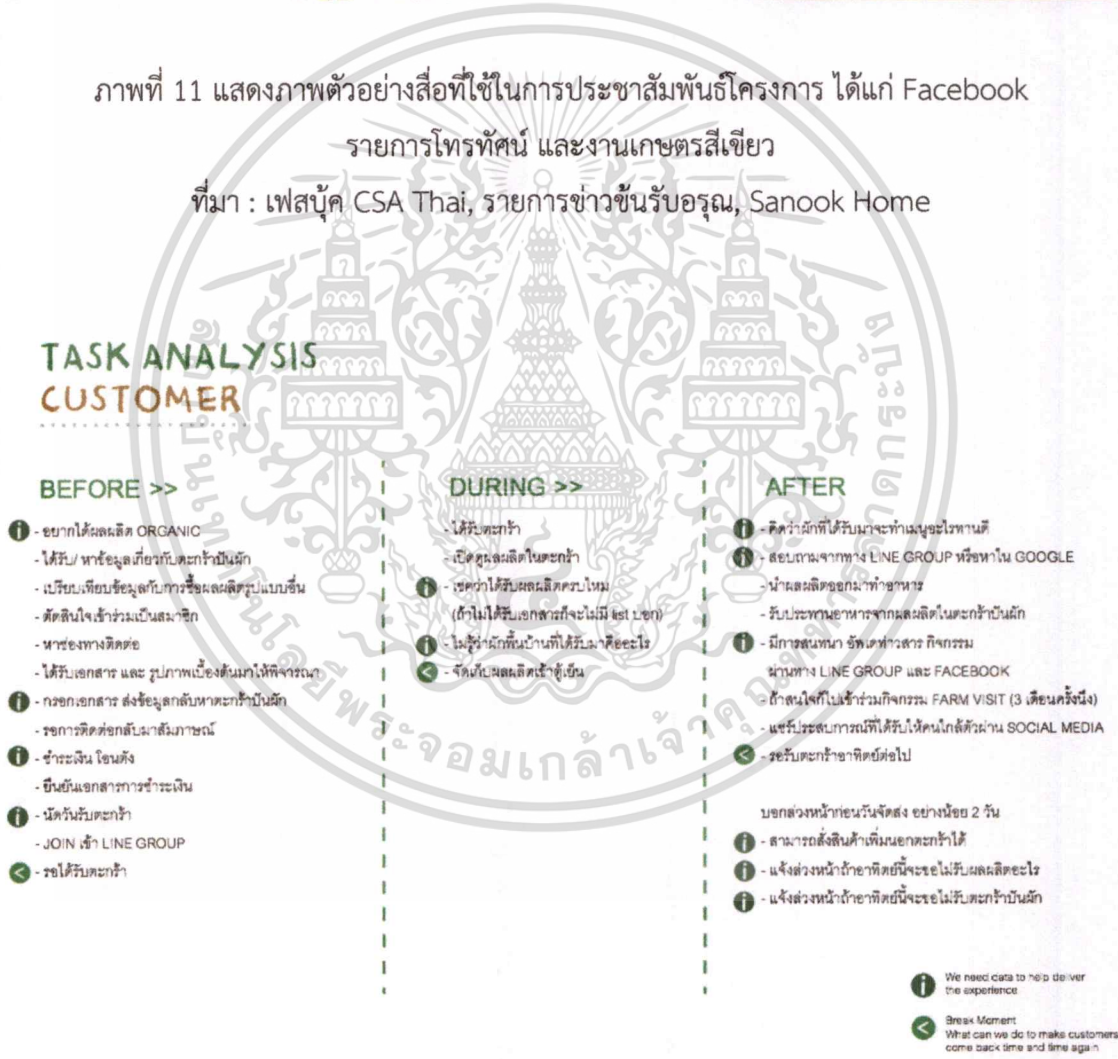 ภาพที่ 11 แสดงภาพตัวอย่างสื่อที่ใช้ในการประชาสัมพันธ์โครงการ ได้แก่ Facebook
รายการโทรทัศน์ และงานเกษตรสีเขียว
ที่มา : เฟสบุ้ค CSA Thai, รายการข่าวข้นรับอรุณ, Sanook Home
TASK ANALYSIS
CUSTOMER
BEFORE >>
- อยากได้ผลผลิต ORGANIC
- ได้รับ/ หาข้อมูลเกี่ยวกับตะกร้าปันผัก
- เปรียบเทียบข้อมูลกับการซื้อผลผลิตรูปแบบอื่น
- ตัดสินใจเข้าร่วมเป็นสมาชิก
- หาช่องทางติดต่อ
- ได้รับเอกสาร และ รูปภาพเบื้องต้นมาให้พิจารณา
- กรอกเอกสาร ส่งข้อมูลกลับหาตะกร้าปันผัก
- รอการติดต่อกลับมาสัมภาษณ์
- ชำระเงิน โอนตัง
- ยืนยันเอกสารการชำระเงิน
- นัดวันรับตะกร้า
- JOIN เข้า LINE GROUP
- รอได้รับตะกร้า
DURING >>
- ได้รับตะกร้า
- เปิดดูผลผลิตในตะกร้า
- เชคว่าได้รับผลผลิตครบไหม
(ถ้าไม่ได้รับเอกสารก็จะไม่มี list บอก)
- ไม่รู้ว่าผักพื้นบ้านที่ได้รับมาคืออะไร
- จัดเก็บผลผลิตเข้าตู้เย็น
AFTER
- คิดว่าผักที่ได้รับมาจะทำเมนูอะไรทานดี
- สอบถามจากทาง LINE GROUP หรือหาใน GOOGLE
- นำผลผลิตออกมาทำอาหาร
- รับประทานอาหารจากผลผลิตในตะกร้าปันผัก
- มีการสนทนา อัพเดทข่าวสาร กิจกรรม
ผ่านทาง LINE GROUP และ FACEBOOK
- ถ้าสนใจก็ไปเข้าร่วมกิจกรรม FARM VISIT (3 เดือนครั้งนึง)
- แชร์ประสบการณ์ที่ได้รับให้คนใกล้ตัวผ่าน SOCIAL MEDIA
- รอรับตะกร้าอาทิตย์ต่อไป
บอกล่วงหน้าก่อนวันจัดส่ง อย่างน้อย 2 วัน
- สามารถสั่งสินค้าเพิ่มนอกตะกร้าได้
- แจ้งล่วงหน้าถ้าอาทิตย์นี้จะขอไม่รับผลผลิตอะไร
- แจ้งล่วงหน้าถ้าอาทิตย์นี้จะขอไม่รับตะกร้าปันผัก
We need data to help deliver
the experience
Break Moment
What can we do to make customers
come back time and time again
สถาบันเทคโนโลยีพระจอมเกล้าเจ้าคุณทหารลาดกระบัง